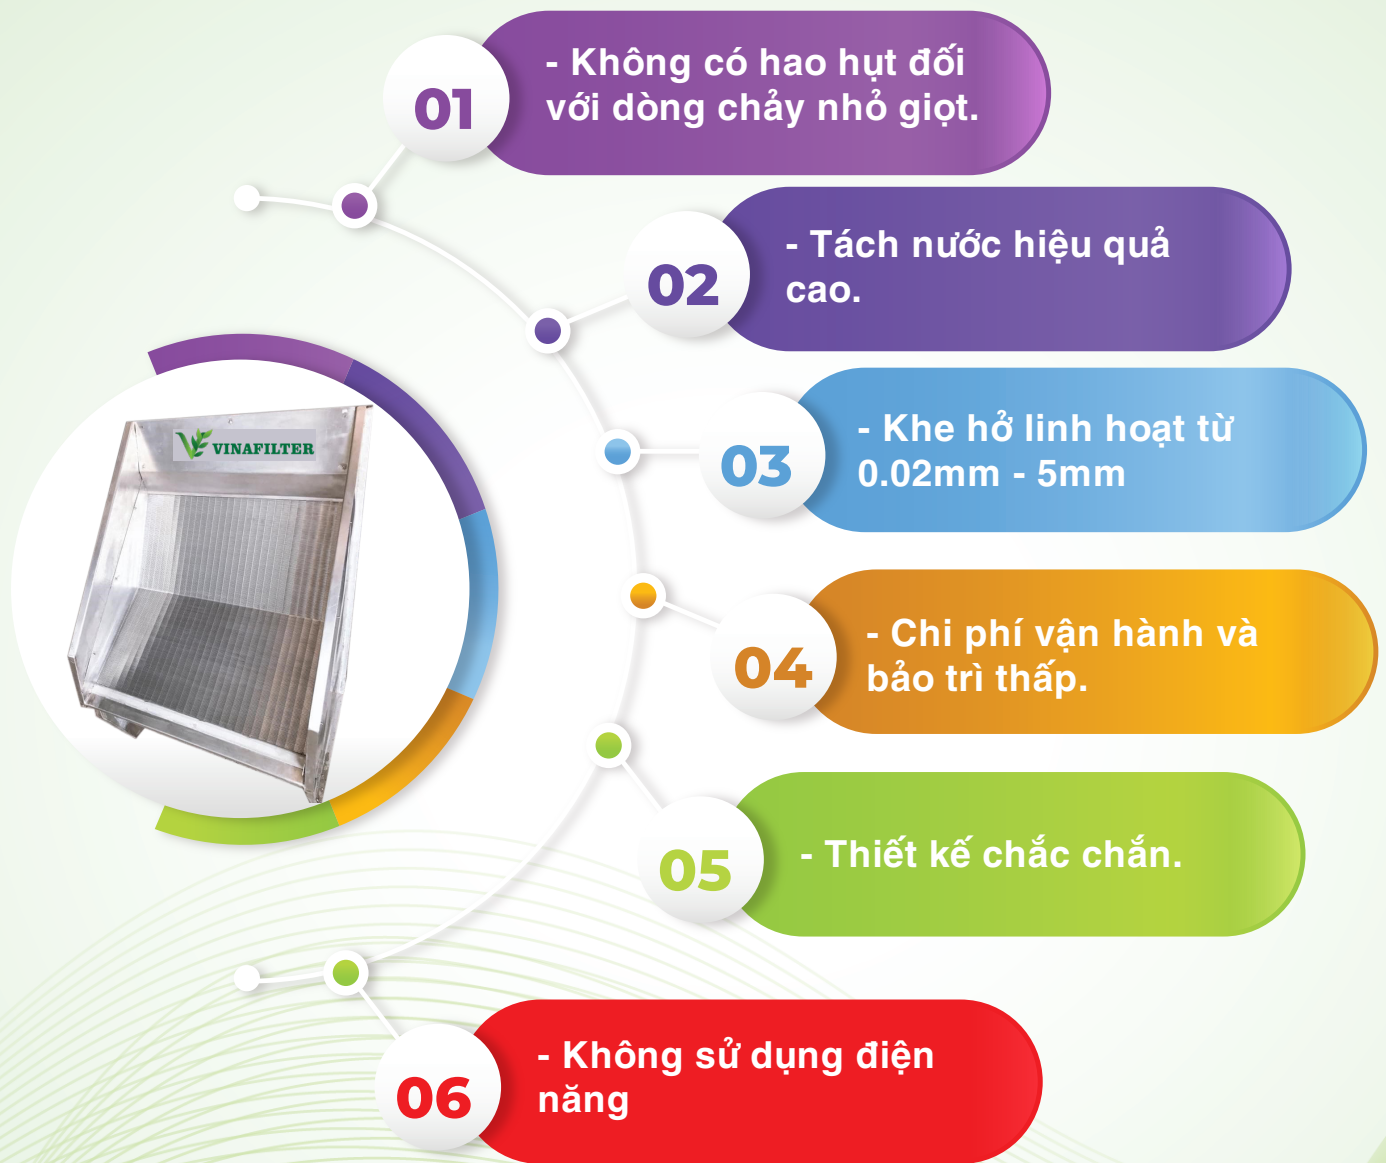 01
- Không có hao hụt đối
với dòng chảy nhỏ giọt.
02
- Tách nước hiệu quả
cao.
VINAFILTER
03
- Khe hở linh hoạt từ
0.02mm - 5mm
04
- Chi phí vận hành và
bảo trì thấp.
05
- Thiết kế chắc chắn.
06
- Không sử dụng điện
năng